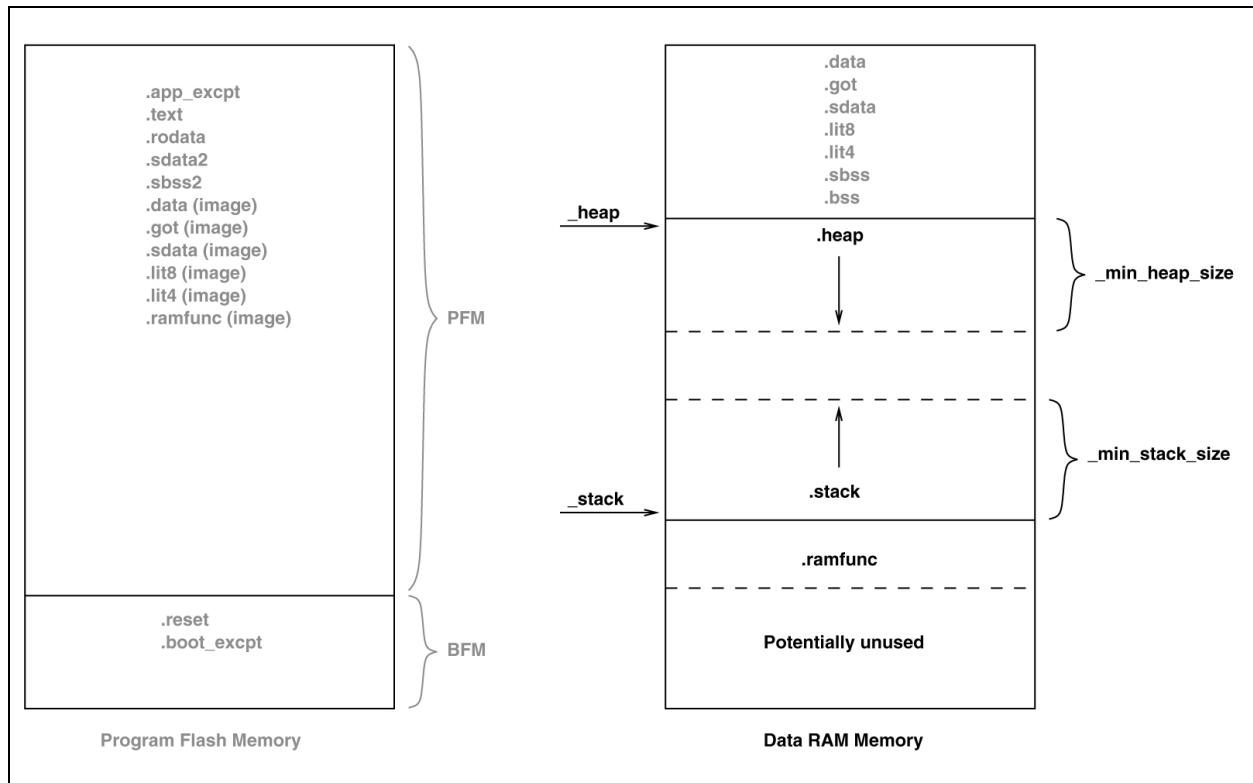 .app_excpt
.text
.rodata
.sdata2
.sbss2
.data (image)
.got (image)
.sdata (image)
.lit8 (image)
.lit4 (image)
.ramfunc (image)
PFM
.reset
.boot_excpt
BFM
Program Flash Memory
.data
.got
.sdata
.lit8
.lit4
.sbss
.bss
_heap
.heap
_min_heap_size
_min_stack_size
.stack
_stack
.ramfunc
Potentially unused
Data RAM Memory